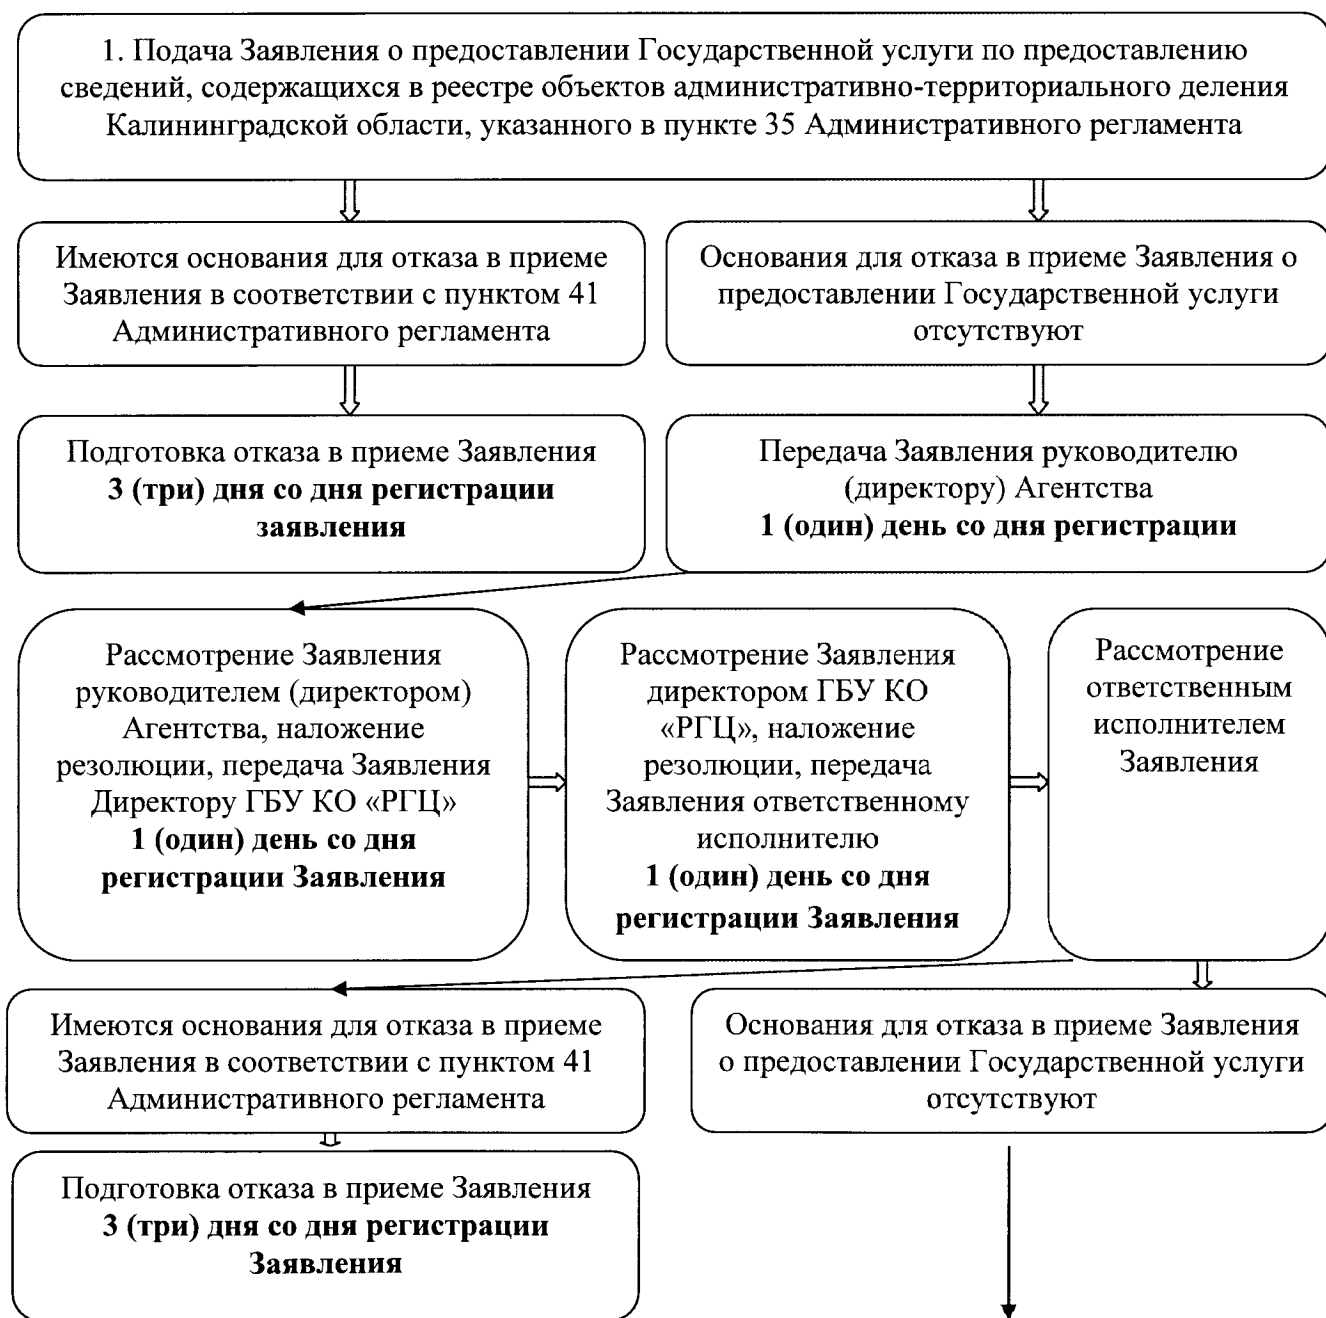 1. Подача Заявления о предоставлении Государственной услуги по предоставлению
сведений, содержащихся в реестре объектов административно-территориального деления
Калининградской области, указанного в пункте 35 Административного регламента
Имеются основания для отказа в приеме
Заявления в соответствии с пунктом 41
Административного регламента
Основания для отказа в приеме Заявления о
предоставлении Государственной услуги
отсутствуют
Подготовка отказа в приеме Заявления
3 (три) дня со дня регистрации
заявления
Передача Заявления руководителю
(директору) Агентства
1 (один) день со дня регистрации
Рассмотрение Заявления
руководителем (директором)
Агентства, наложение
резолюции, передача Заявления
Директору ГБУ КО «РГЦ»
1 (один) день со дня
регистрации Заявления
Рассмотрение Заявления
директором ГБУ КО
«РГЦ», наложение
резолюции, передача
Заявления ответственному
исполнителю
1 (один) день со дня
регистрации Заявления
Рассмотрение
ответственным
исполнителем
Заявления
Имеются основания для отказа в приеме
Заявления в соответствии с пунктом 41
Административного регламента
Основания для отказа в приеме Заявления
о предоставлении Государственной услуги
отсутствуют
Подготовка отказа в приеме Заявления
3 (три) дня со дня регистрации
Заявления